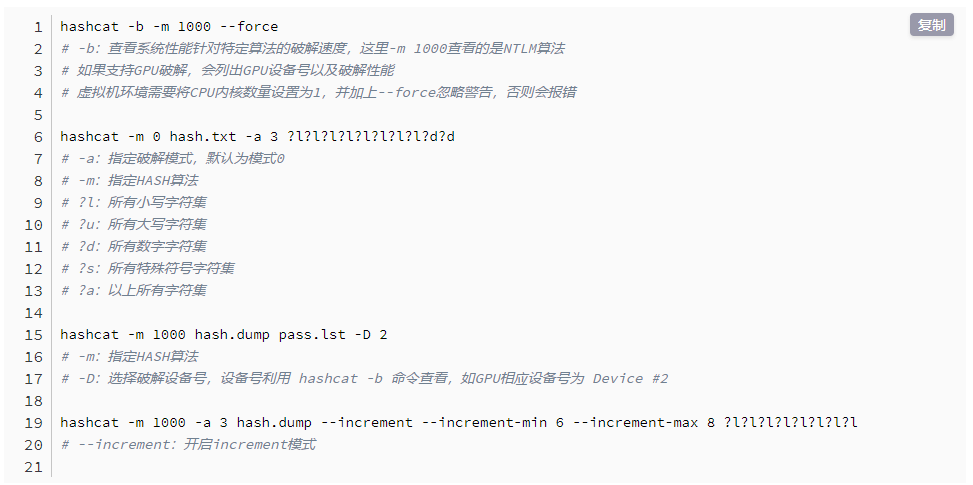 复制
1 hashcat -b -m 1000 --force
2 # -b：查看系统性能针对特定算法的破解速度，这里-m 1000查看的是NTLM算法
3 # 如果支持GPU破解，会列出GPU设备号以及破解性能
4 # 虚拟机环境需要将CPU内核数量设置为1，并加上--force忽略警告，否则会报错
5
6 hashcat -m 0 hash.txt -a 3 ?l?l?l?l?l?l?l?l?d?d
7 # -a：指定破解模式，默认为模式0
8 # -m：指定HASH算法
9 # ?l：所有小写字符集
10 # ?u：所有大写字符集
11 # ?d：所有数字字符集
12 # ?s：所有特殊符号字符集
13 # ?a：以上所有字符集
14
15 hashcat -m 1000 hash.dump pass.lst -D 2
16 # -m：指定HASH算法
17 # -D：选择破解设备号，设备号利用 hashcat -b 命令查看，如GPU相应设备号为 Device #2
18
19 hashcat -m 1000 -a 3 hash.dump --increment --increment-min 6 --increment-max 8 ?l?l?l?l?l?l?l?l
20 # --increment：开启increment模式
21